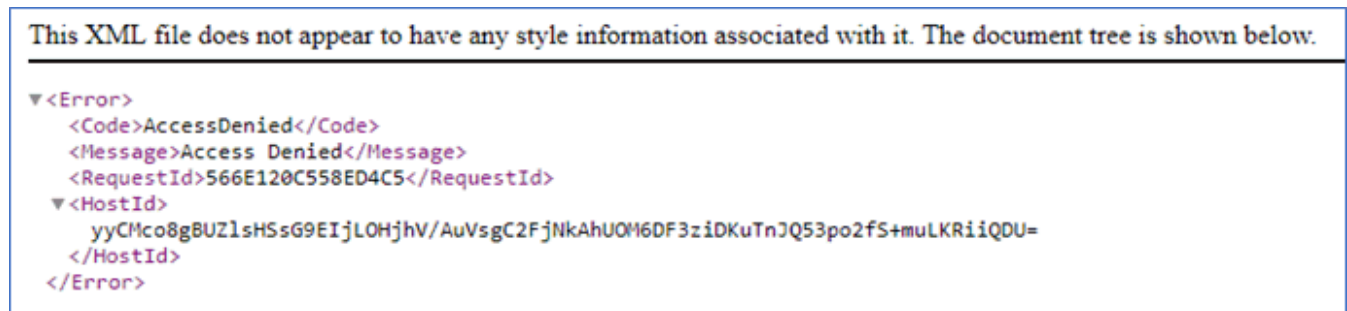 This XML file does not appear to have any style information associated with it. The document tree is shown below.
▼<Error>
<Code>AccessDenied</Code>
<Message>Access Denied</Message>
<RequestId>566E120C558ED4C5</RequestId>
▼<HostId>
yyCMco8gBUZlsHSsG9EIjLOHjhV/AuVsgC2FjNkAhUOM6DF3ziDKuTnJQ53po2fS+muLKRiiQDU=
</HostId>
</Error>